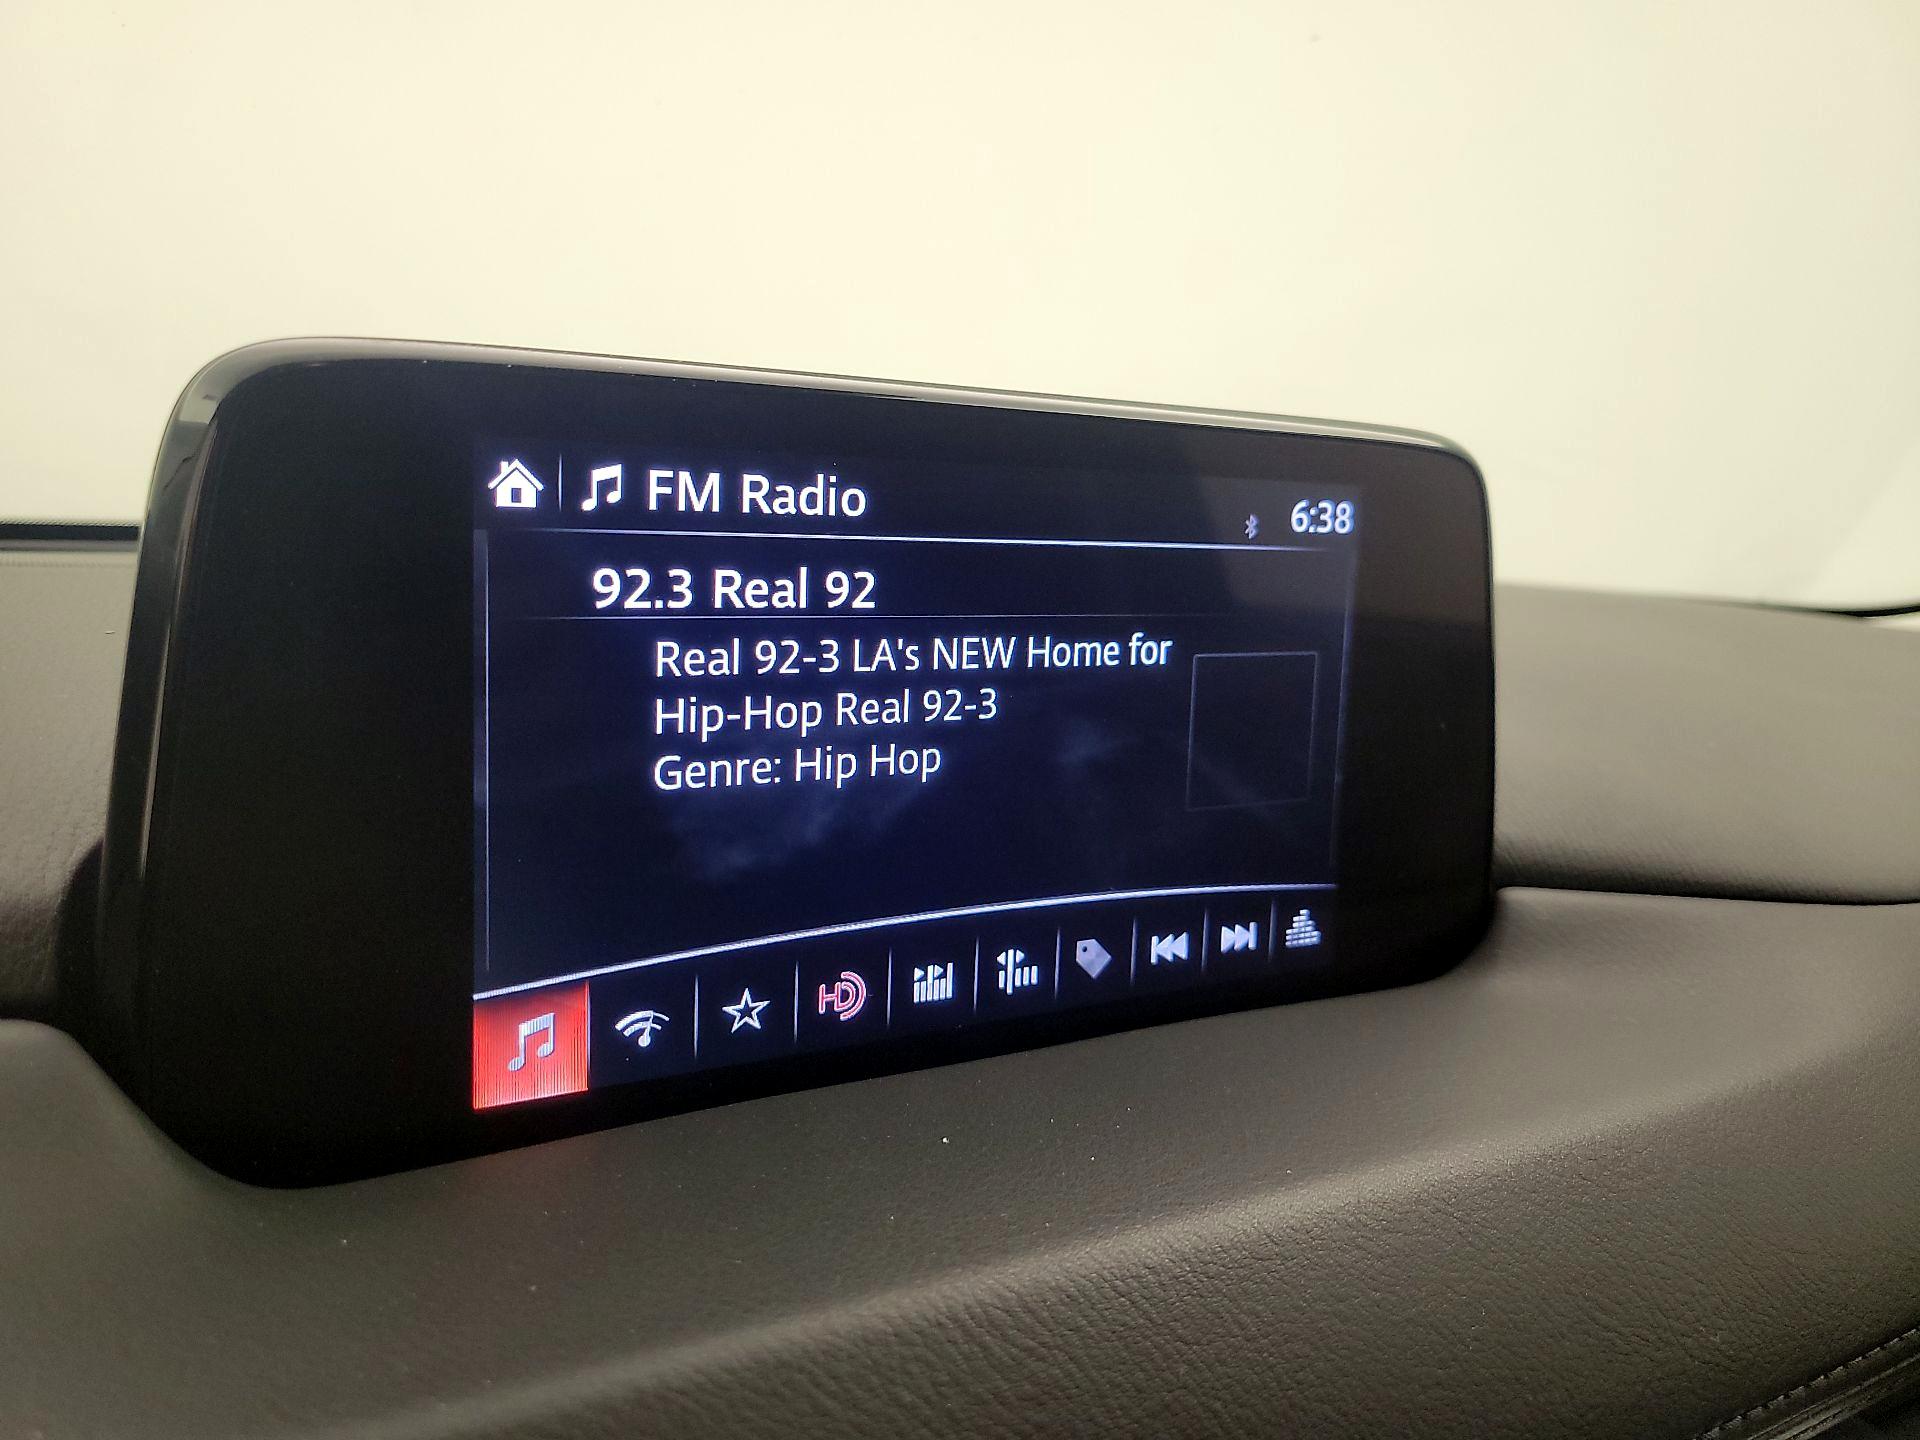 FM Radio
6:38
92.3 Real 92
Real 92-3 LA's NEW Home for
Hip-Hop Real 92-3
Genre: Hip Hop
HD